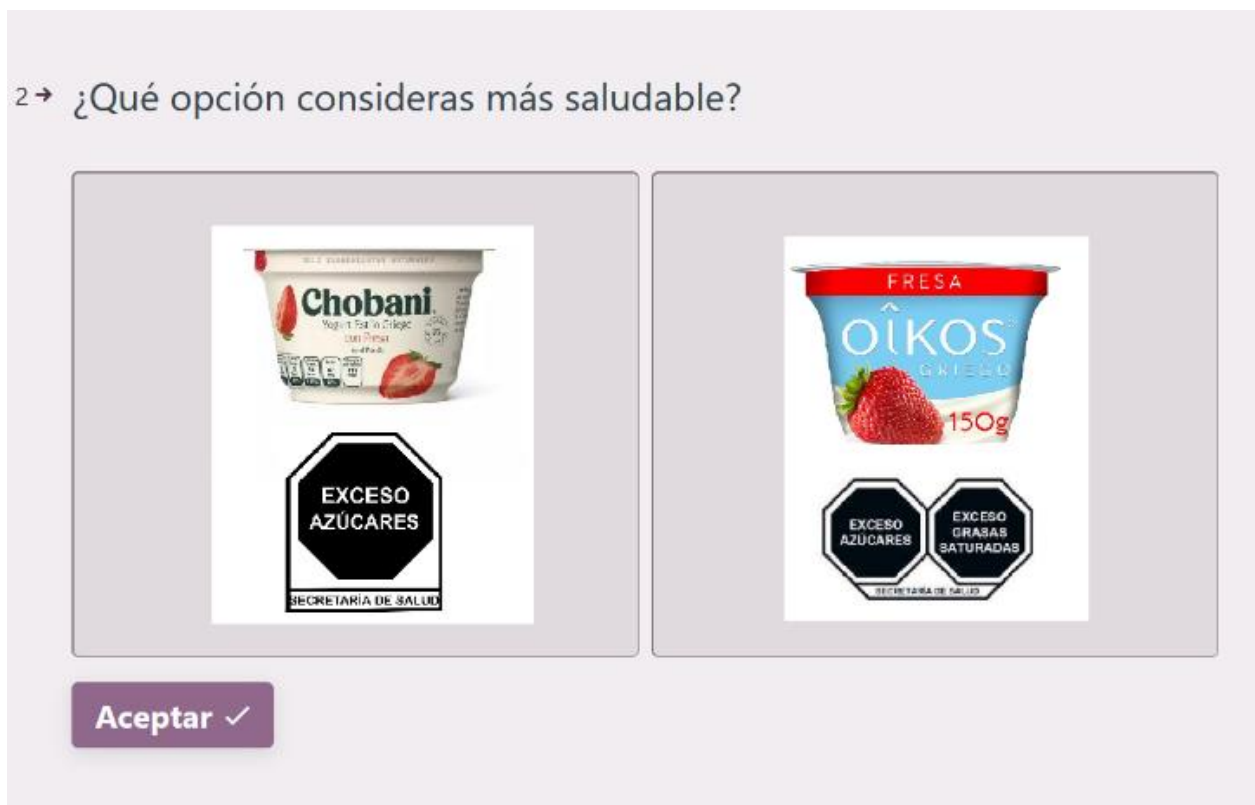 2→ ¿Qué opción consideras más saludable?
Chobani
Yogurt Estilo Griego
con Fresa
EXCESO
AZÚCARES
SECRETARÍA DE SALUD
FRESA
OÎKOS
GRIEGO
150g
EXCESO
AZÚCARES
EXCESO
GRASAS
SATURADAS
SECRETARÍA DE SALUD
Aceptar ✓